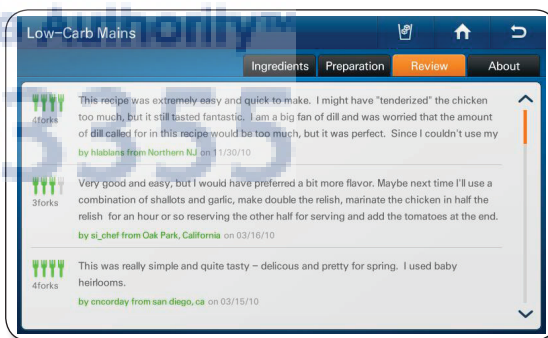 Authority™
3355
Low-Carb Mains
Ingredients Preparation Review About
This recipe was extremely easy and quick to make. I might have "tenderized" the chicken
4forks too much, but it still tasted fantastic. I am a big fan of dill and was worried that the amount
of dill called for in this recipe would be too much, but it was perfect. Since I couldn't use my
by hlablans from Northern NJ on 11/30/10
Very good and easy, but I would have preferred a bit more flavor. Maybe next time I'll use a
3forks combination of shallots and garlic, make double the relish, marinate the chicken in half the
relish for an hour or so reserving the other half for serving and add the tomatoes at the end.
by si_chef from Oak Park, California on 03/16/10
This was really simple and quite tasty – delicous and pretty for spring. I used baby
4forks heirlooms.
by cncorday from san diego, ca on 03/15/10